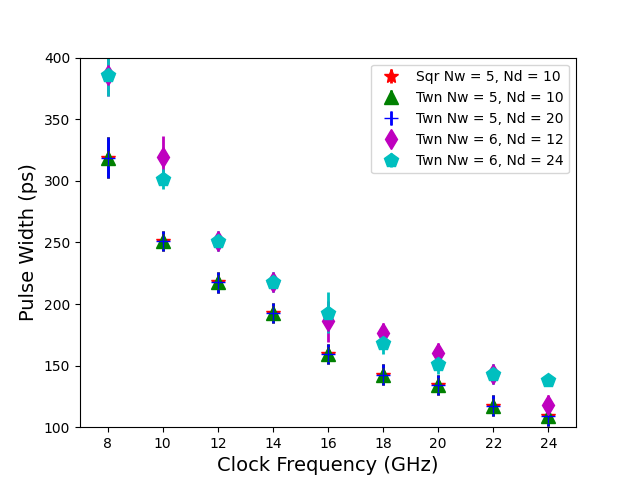 400
350
300
250
200
150
100
Pulse Width (ps)
Sqr Nw = 5, Nd = 10
Twn Nw = 5, Nd = 10
Twn Nw = 5, Nd = 20
Twn Nw = 6, Nd = 12
Twn Nw = 6, Nd = 24
8 10 12 14 16 18 20 22 24
Clock Frequency (GHz)